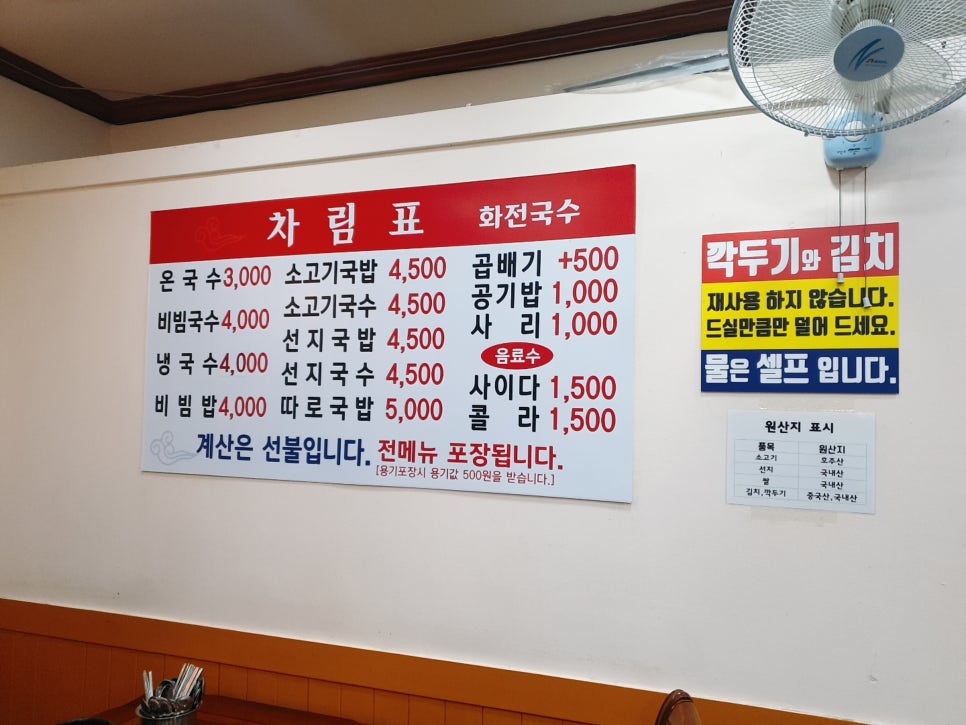 차림표 화전국수
온국수 3,000
비빔국수 4,000
냉국수 4,000
비빔밥 4,000
소고기국밥 4,500
소고기국수 4,500
선지국밥 4,500
선지국수 4,500
따로국밥 5,000
곱배기 +500
공기밥 1,000
사리 1,000
음료수
사이다 1,500
콜라 1,500
계산은 선불입니다. 전메뉴 포장됩니다.
[용기포장시 용기값 500원을 받습니다.]
깍두기와 김치
재사용 하지 않습니다.
드실만큼만 덜어 드세요.
물은 셀프 입니다.
원산지 표시
품목 원산지
소고기 호주산
선지 국내산
쌀 국내산
김치,깍두기 중국산,국내산